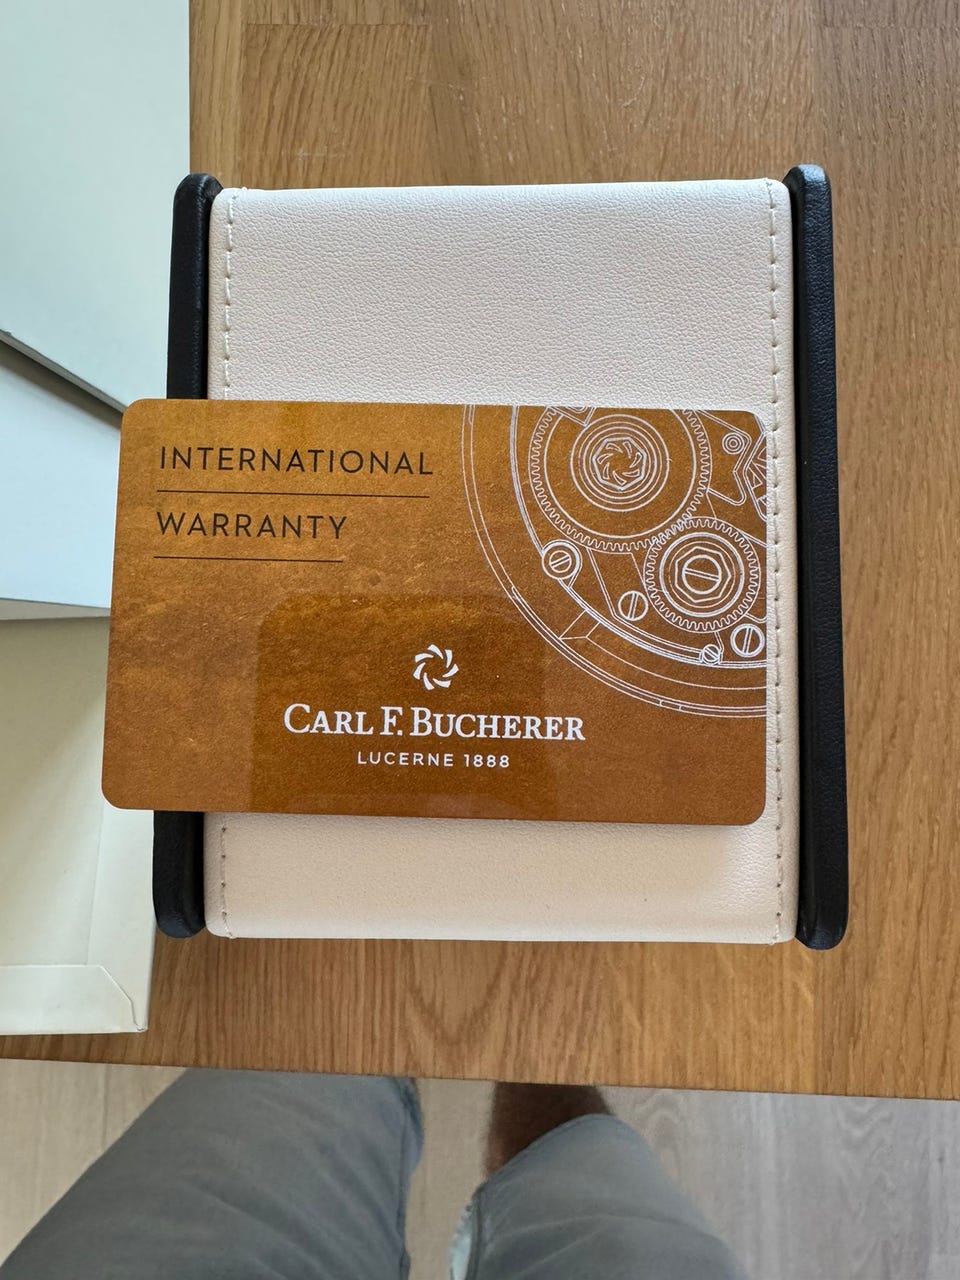 INTERNATIONAL
WARRANTY
CARL F. BUCHERER
LUCERNE 1888